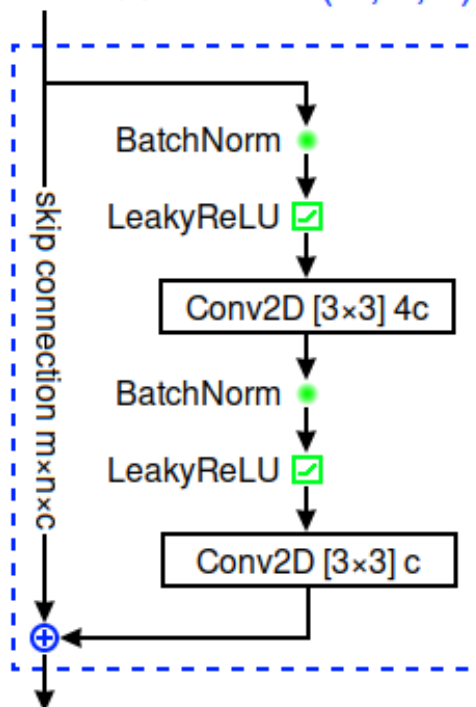 BatchNorm
LeakyReLU
Conv2D [3×3] 4c
BatchNorm
LeakyReLU
Conv2D [3×3] c
skip connection m×n×c